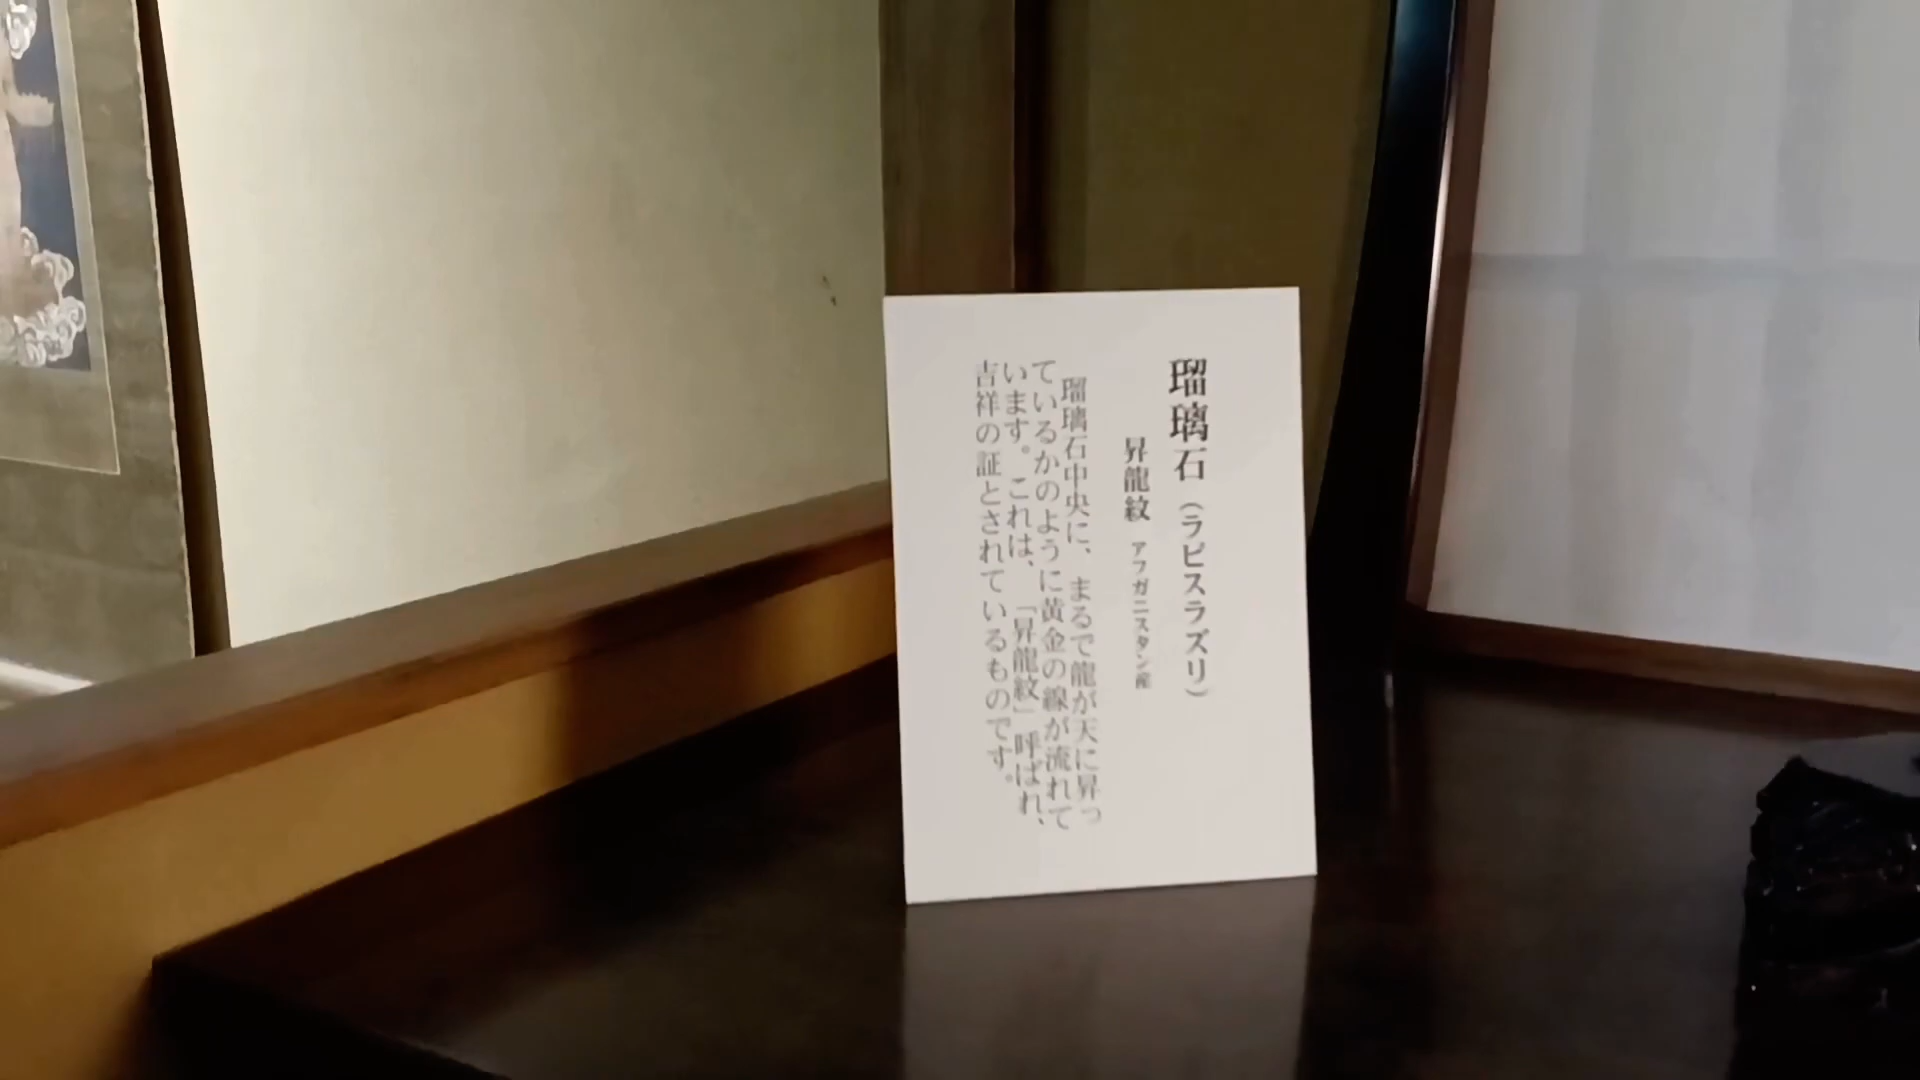 瑠璃石（ラピスラズリ）
昇龍紋 アフガニスタン産
瑠璃石中央に、まるで龍が天に昇っ
ているかのように黄金の線が流れて
います。これは、「昇龍紋」呼ばれ、
吉祥の証とされているものです。